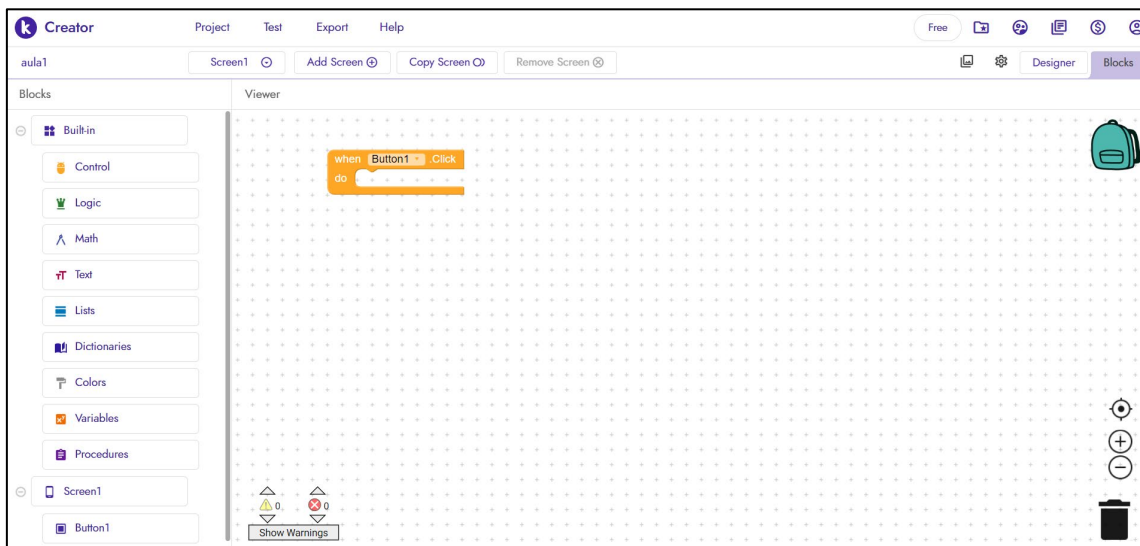 Creator Project Test Export Help Free
aula1 Screen1 Add Screen Copy Screen Remove Screen Designer Blocks
Blocks Viewer
Built-in
when Button1 .Click
Control
do
Logic
Math
Text
Lists
Dictionaries
Colors
Variables
Procedures
Screen1
0 0
Button1
Show Warnings